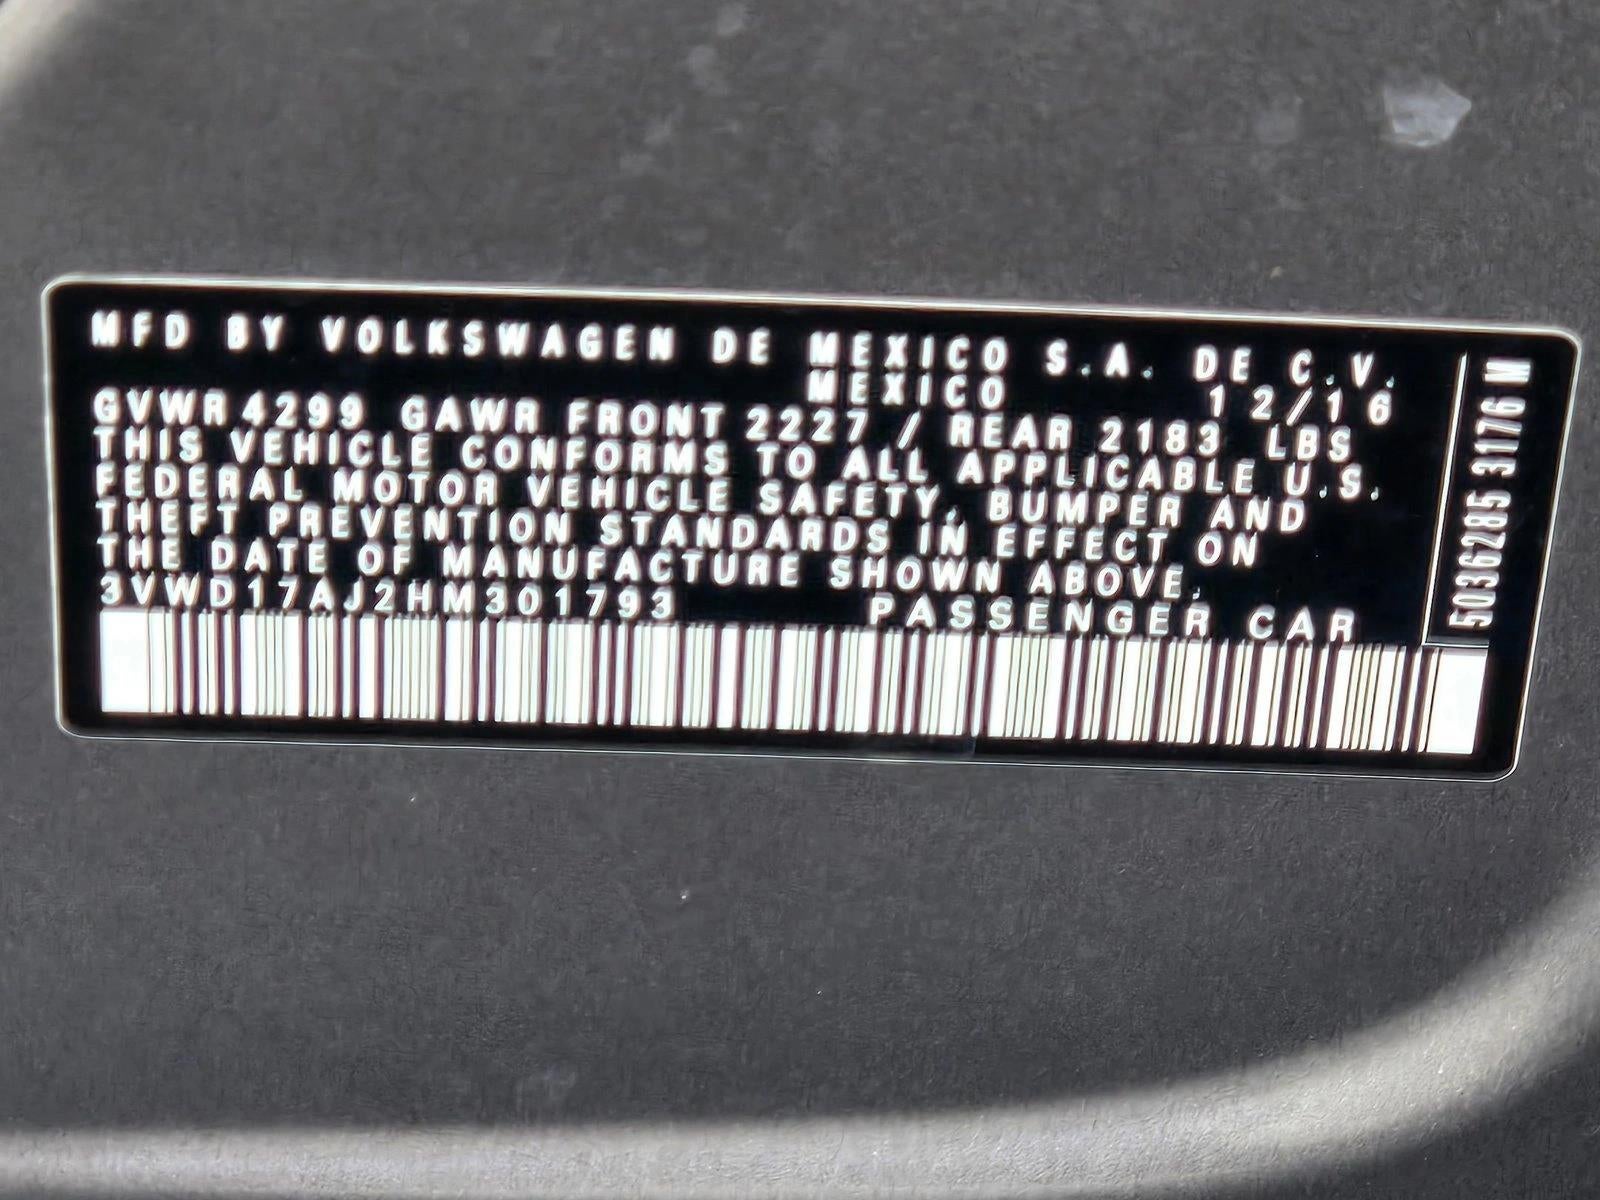 MFD BY VOLKSWAGEN DE MEXICO S.A. DE C.V.
MEXICO 12/16
GVWR 4299 GAWR FRONT 2227 / REAR 2183 LBS
THIS VEHICLE CONFORMS TO ALL APPLICABLE U.S.
FEDERAL MOTOR VEHICLE SAFETY, BUMPER AND
THEFT PREVENTION STANDARDS IN EFFECT ON
THE DATE OF MANUFACTURE SHOWN ABOVE.
3VWD17AJ2HM301793 PASSENGER CAR
5036285 3176 M